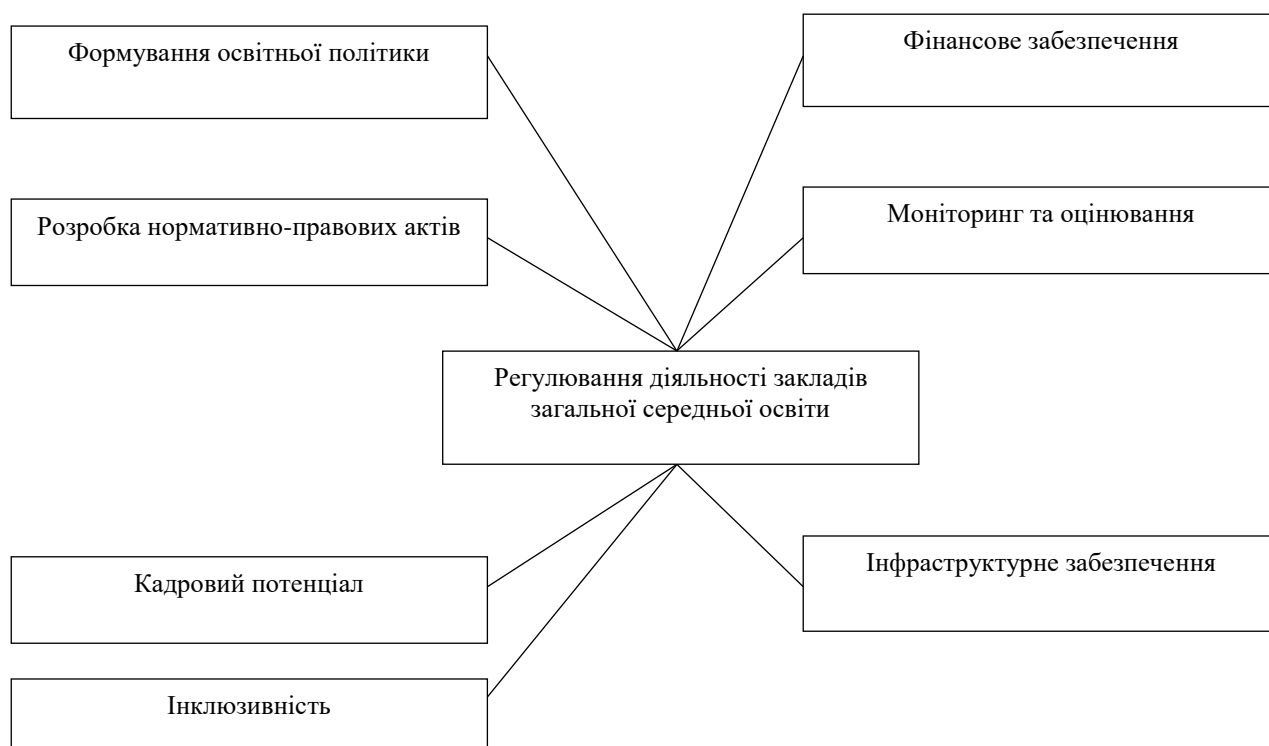 Формування освітньої політики
Фінансове забезпечення
Розробка нормативно-правових актів
Моніторинг та оцінювання
Регулювання діяльності закладів
загальної середньої освіти
Кадровий потенціал
Інфраструктурне забезпечення
Інклюзивність